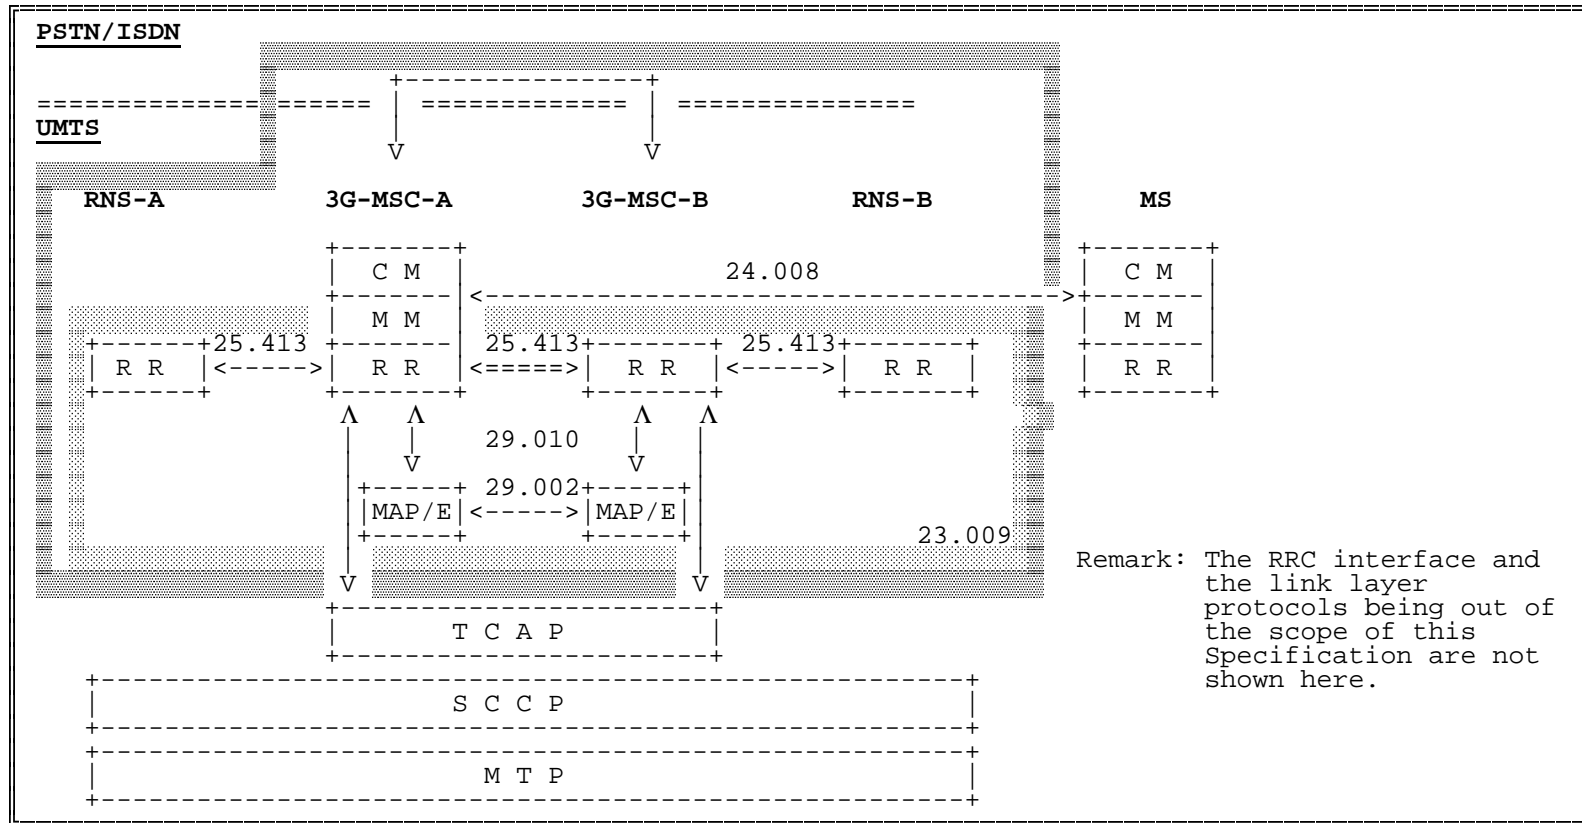 PSTN/ISDN
UMTS
RNS-A 3G-MSC-A 3G-MSC-B RNS-B MS
C M 24.008 C M
M M M M
25.413 25.413 25.413
R R R R R R R R R R
29.010
29.002
MAP/E MAP/E
23.009
Remark: The RRC interface and
the link layer
protocols being out of
the scope of this
Specification are not
shown here.
T C A P
S C C P
M T P